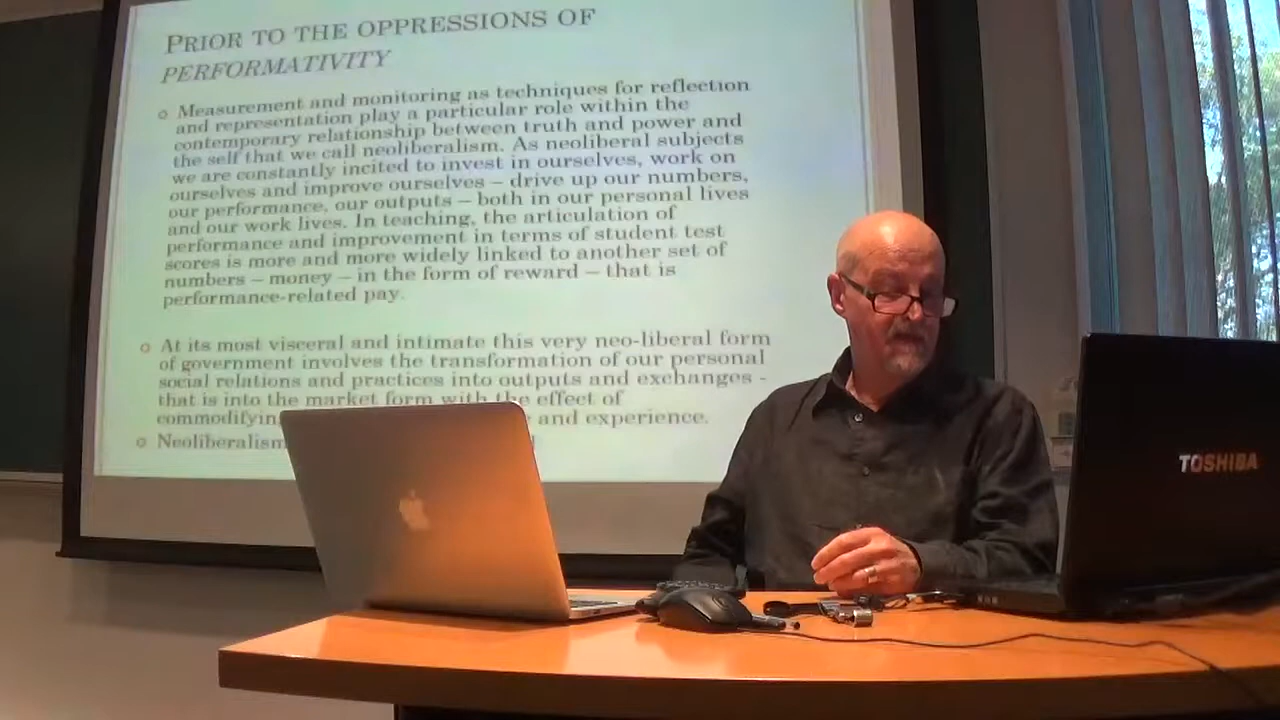 PRIOR TO THE OPPRESSIONS OF
PERFORMATIVITY
Measurement and monitoring as techniques for reflection
and representation play a particular role within the
contemporary relationship between truth and power and
the self that we call neoliberalism. As neoliberal subjects
we are constantly incited to invest in ourselves, work on
ourselves and improve ourselves – drive up our numbers,
our performance, our outputs – both in our personal lives
and our work lives. In teaching, the articulation of
performance and improvement in terms of student test
scores is more and more widely linked to another set of
numbers – money – in the form of reward – that is
performance-related pay.
At its most visceral and intimate this very neo-liberal form
of government involves the transformation of our personal
social relations and practices into outputs and exchanges -
that is into the market form with the effect of
and experience.
Neoliberalism
TOSHIBA